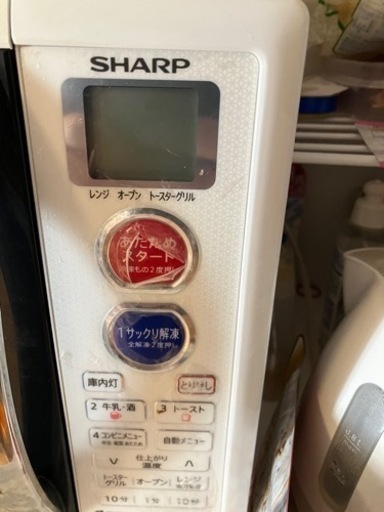 SHARP
レンジ オーブン トースターグリル
あたため
スタート
1サックリ解凍
全解凍2度押し
庫内灯 とりけし
2 牛乳・酒 3 トースト
4 コンビニメニュー 自動メニュー
仕上がり
温度
トースター
グリル オーブン レンジ
10分 1分 10秒